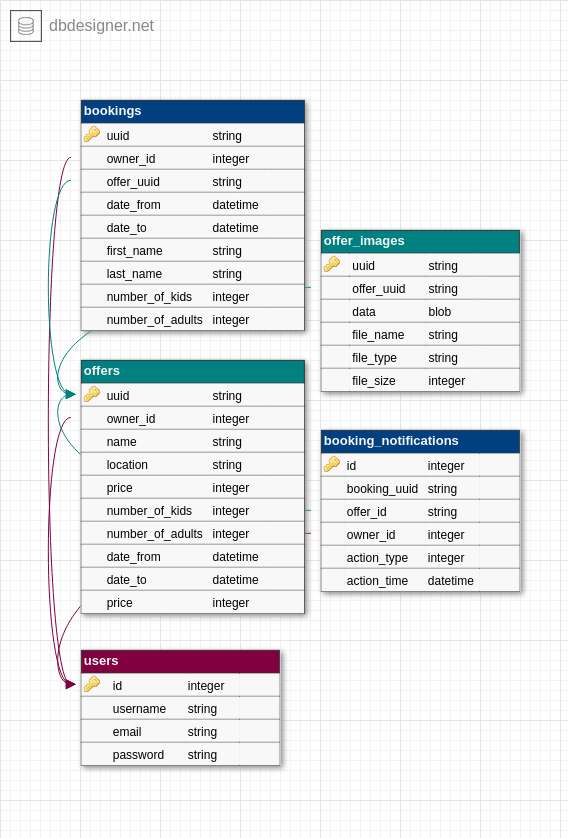 dbdesigner.net
bookings
uuid string
owner_id integer
offer_uuid string
date_from datetime
date_to datetime
first_name string
last_name string
number_of_kids integer
number_of_adults integer
offer_images
uuid string
offer_uuid string
data blob
file_name string
file_type string
file_size integer
offers
uuid string
owner_id integer
name string
location string
price integer
number_of_kids integer
number_of_adults integer
date_from datetime
date_to datetime
price integer
booking_notifications
id integer
booking_uuid string
offer_id string
owner_id integer
action_type integer
action_time datetime
users
id integer
username string
email string
password string